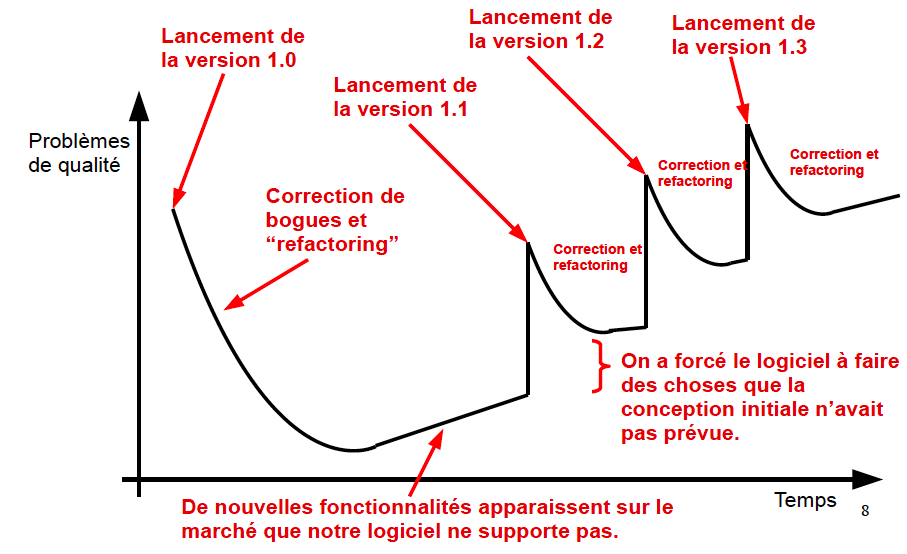 Lancement de
la version 1.0
Lancement de
la version 1.1
Lancement de
la version 1.2
Lancement de
la version 1.3
Problèmes
de qualité
Correction de
bogues et
“refactoring”
Correction et
refactoring
Correction et
refactoring
Correction et
refactoring
On a forcé le logiciel à faire
des choses que la
conception initiale n’avait
pas prévue.
De nouvelles fonctionnalités apparaissent sur le
marché que notre logiciel ne supporte pas.
Temps
8